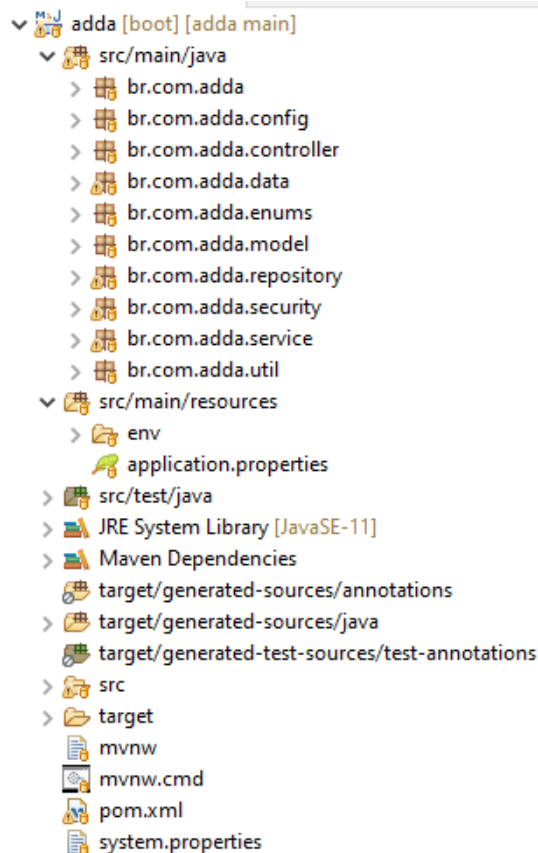 adda [boot] [adda main]
src/main/java
br.com.adda
br.com.adda.config
br.com.adda.controller
br.com.adda.data
br.com.adda.enums
br.com.adda.model
br.com.adda.repository
br.com.adda.security
br.com.adda.service
br.com.adda.util
src/main/resources
env
application.properties
src/test/java
JRE System Library [JavaSE-11]
Maven Dependencies
target/generated-sources/annotations
target/generated-sources/java
target/generated-test-sources/test-annotations
src
target
mvnw
mvnw.cmd
pom.xml
system.properties